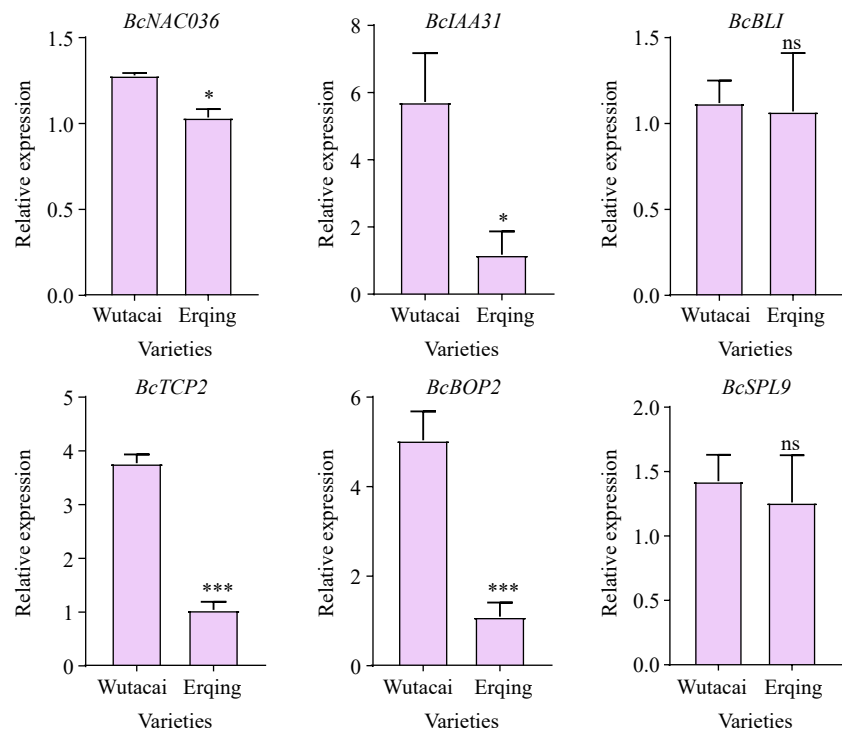 BcNAC036
Relative expression
1.5
1.0
0.5
0.0
*
Wutacai Erqing
Varieties
BcIAA31
Relative expression
8
6
4
2
0
*
Wutacai Erqing
Varieties
BcBLI
Relative expression
1.5
1.0
0.5
0.0
ns
Wutacai Erqing
Varieties
BcTCP2
Relative expression
5
4
3
2
1
0
***
Wutacai Erqing
Varieties
BcBOP2
Relative expression
6
4
2
0
***
Wutacai Erqing
Varieties
BcSPL9
Relative expression
2.0
1.5
1.0
0.5
0.0
ns
Wutacai Erqing
Varieties